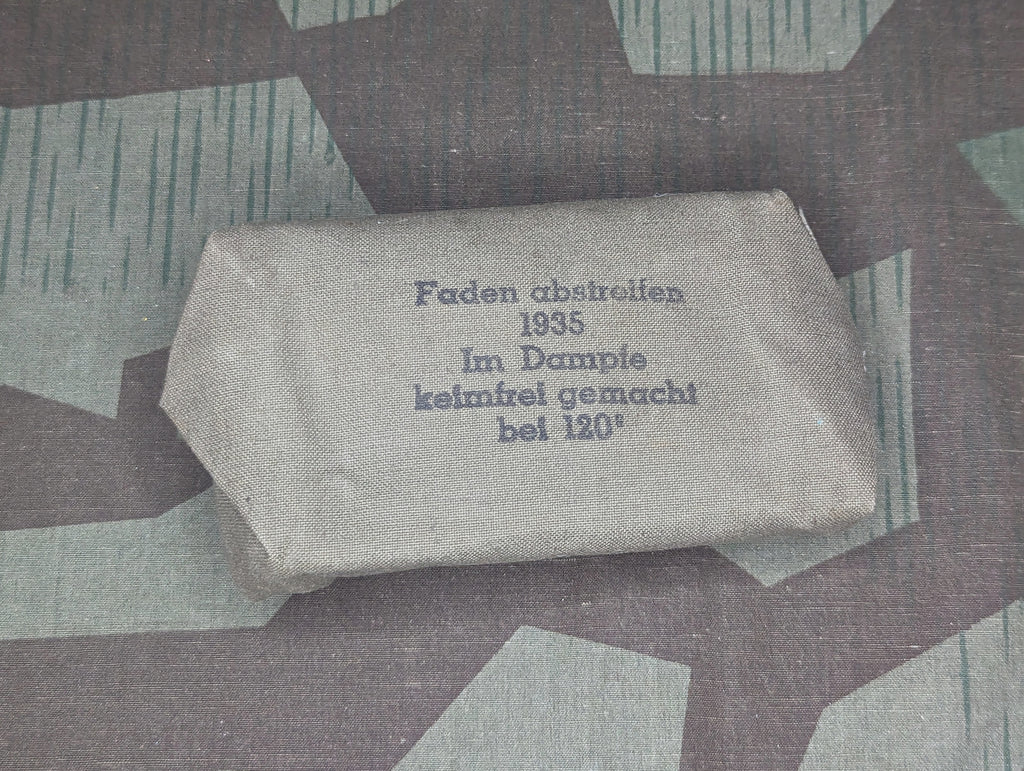 Faden abstreifen
1935
Im Dampfe
keimfrei gemacht
bei 120°